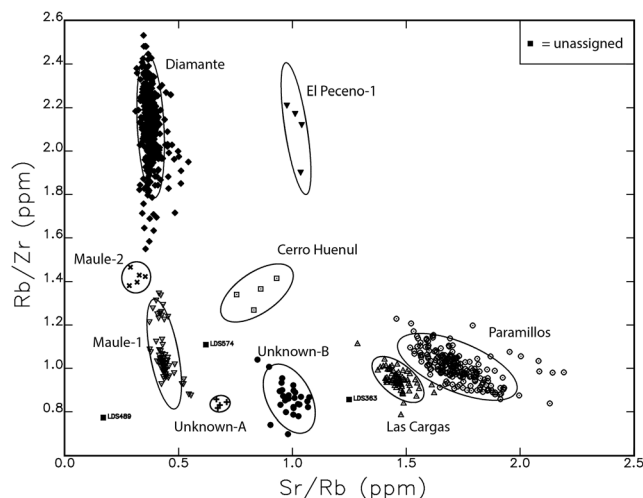 2.6
2.4
2.2
2.0
1.8
1.6
1.4
1.2
1.0
0.8
Rb/Zr (ppm)
■ = unassigned
Diamante
El Peceno-1
Maule-2
Cerro Huenul
Maule-1
LDS574
Unknown-B
Paramillos
LDS489
LDS363
Unknown-A
Las Cargas
0.0 0.5 1.0 1.5 2.0 2.5
Sr/Rb (ppm)